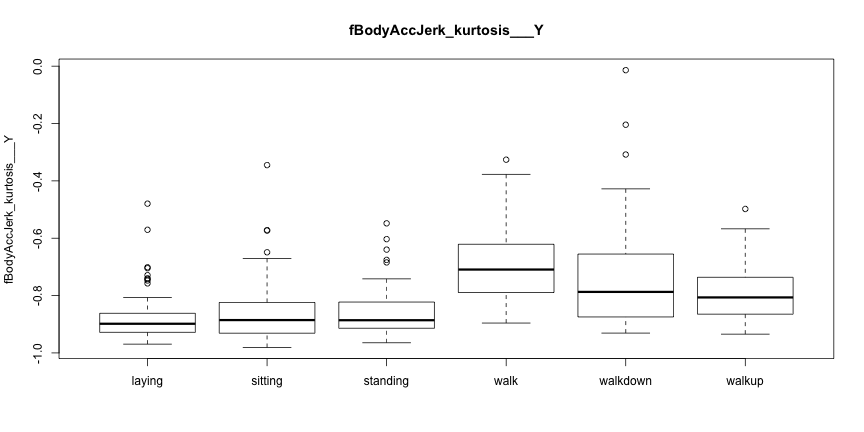 fBodyAccJerk_kurtosis___Y
fBodyAccJerk_kurtosis___Y
0.0
-0.2
-0.4
-0.6
-0.8
-1.0
laying sitting standing walk walkdown walkup